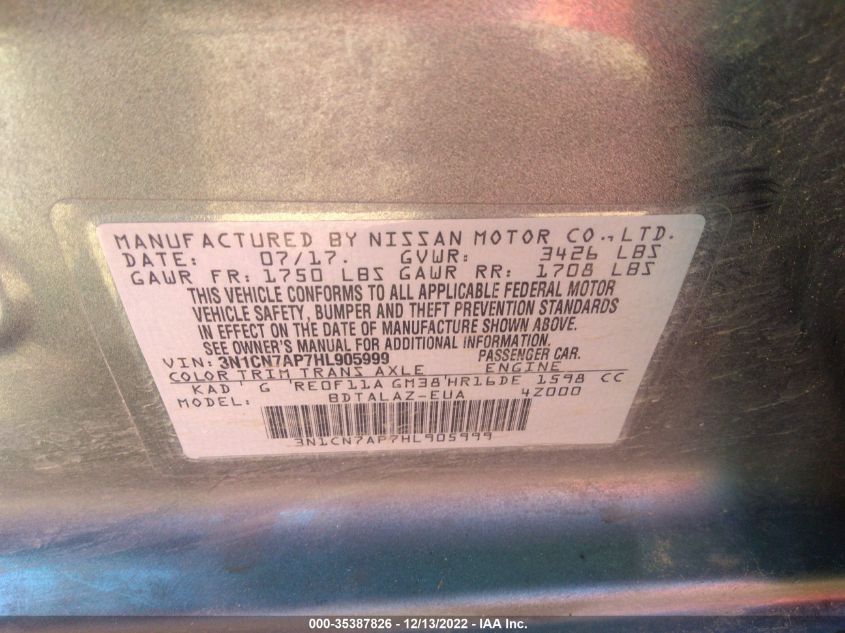 MANUFACTURED BY NISSAN MOTOR CO.,LTD.
DATE: 07/17. GVWR: 3426 LBS
GAWR FR: 1750 LBS GAWR RR: 1708 LBS
THIS VEHICLE CONFORMS TO ALL APPLICABLE FEDERAL MOTOR
VEHICLE SAFETY, BUMPER AND THEFT PREVENTION STANDARDS
IN EFFECT ON THE DATE OF MANUFACTURE SHOWN ABOVE.
SEE OWNER'S MANUAL FOR ADDITIONAL INFORMATION.
VIN: 3N1CN7AP7HL905999 PASSENGER CAR.
COLOR TRIM TRANS AXLE ENGINE
KAD G RE0F11A GM38 HR16DE 1598 CC
MODEL: BDTALAZ-EUA 4Z000
3N1CN7AP7HL905999
000-35387826 - 12/13/2022 - IAA Inc.